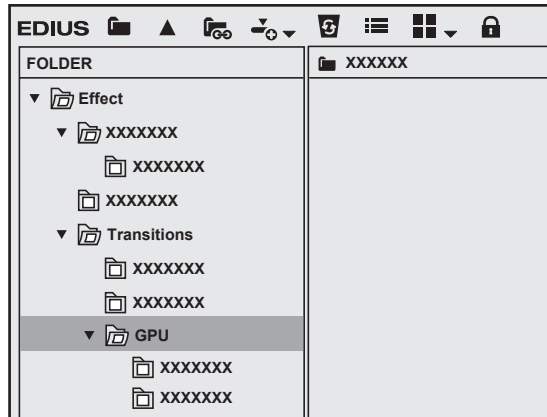 EDIUS
FOLDER
XXXXXX
Effect
XXXXXXX
XXXXXXX
XXXXXXX
Transitions
XXXXXXX
XXXXXXX
GPU
XXXXXXX
XXXXXXX